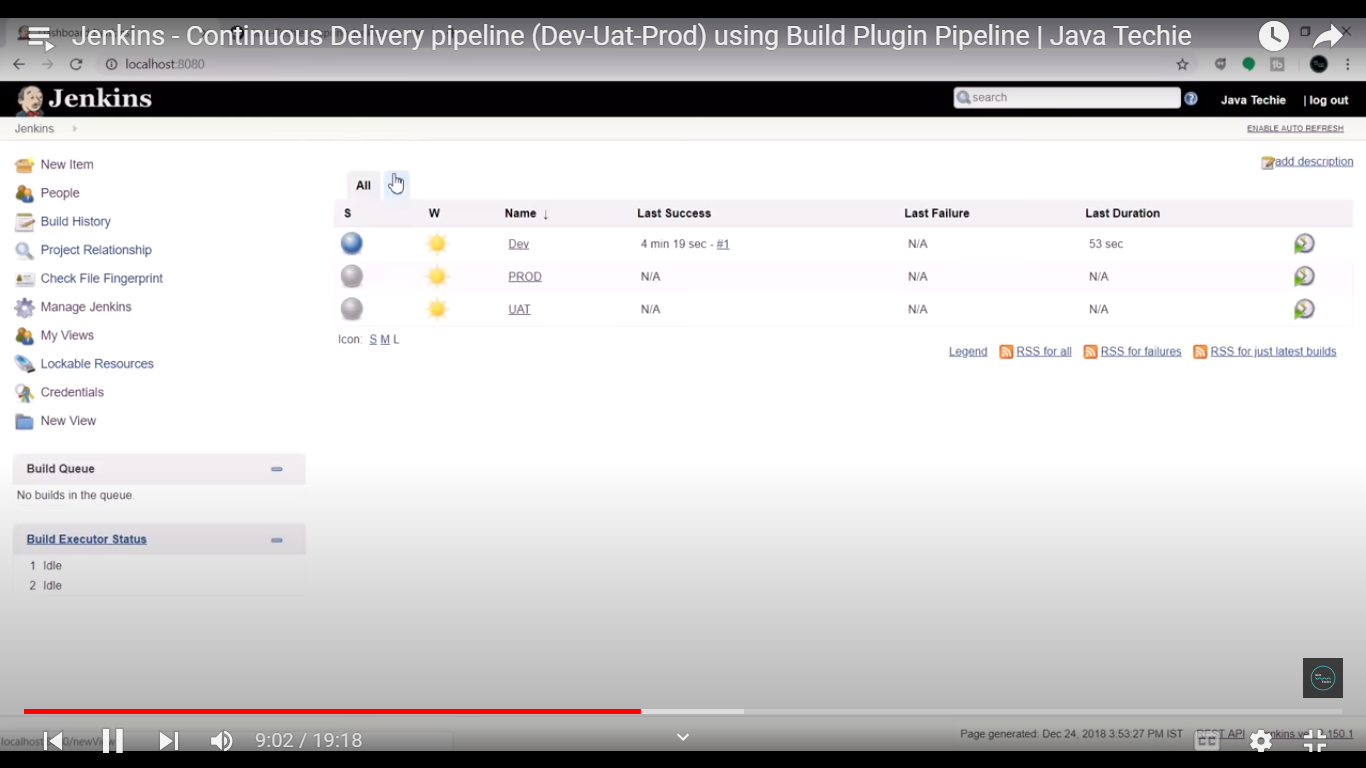 Jenkins - Continuous Delivery pipeline (Dev-Uat-Prod) using Build Plugin Pipeline | Java Techie
localhost:8080
Jenkins
search
Java Techie | log out
Jenkins
ENABLE AUTO REFRESH
New Item
People
Build History
Project Relationship
Check File Fingerprint
Manage Jenkins
My Views
Lockable Resources
Credentials
New View
Build Queue
No builds in the queue.
Build Executor Status
1 Idle
2 Idle
add description
All
S W Name ↓ Last Success Last Failure Last Duration
Dev 4 min 19 sec - #1 N/A 53 sec
PROD N/A N/A N/A
UAT N/A N/A N/A
Icon: S M L
Legend RSS for all RSS for failures RSS for just latest builds
9:02 / 19:18
Page generated: Dec 24, 2018 3:53:27 PM IST
CC